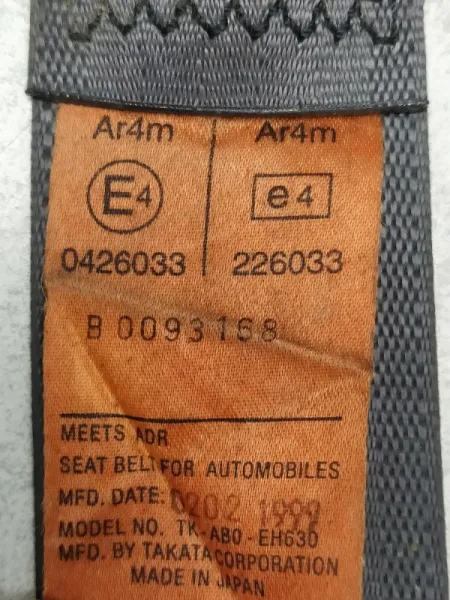 Ar4m Ar4m
E4 e4
0426033 226033
B 0093168
MEETS ADR
SEAT BELT FOR AUTOMOBILES
MFD. DATE: 0202 1999
MODEL NO. TK-AB0-EH630
MFD. BY TAKATA CORPORATION
MADE IN JAPAN